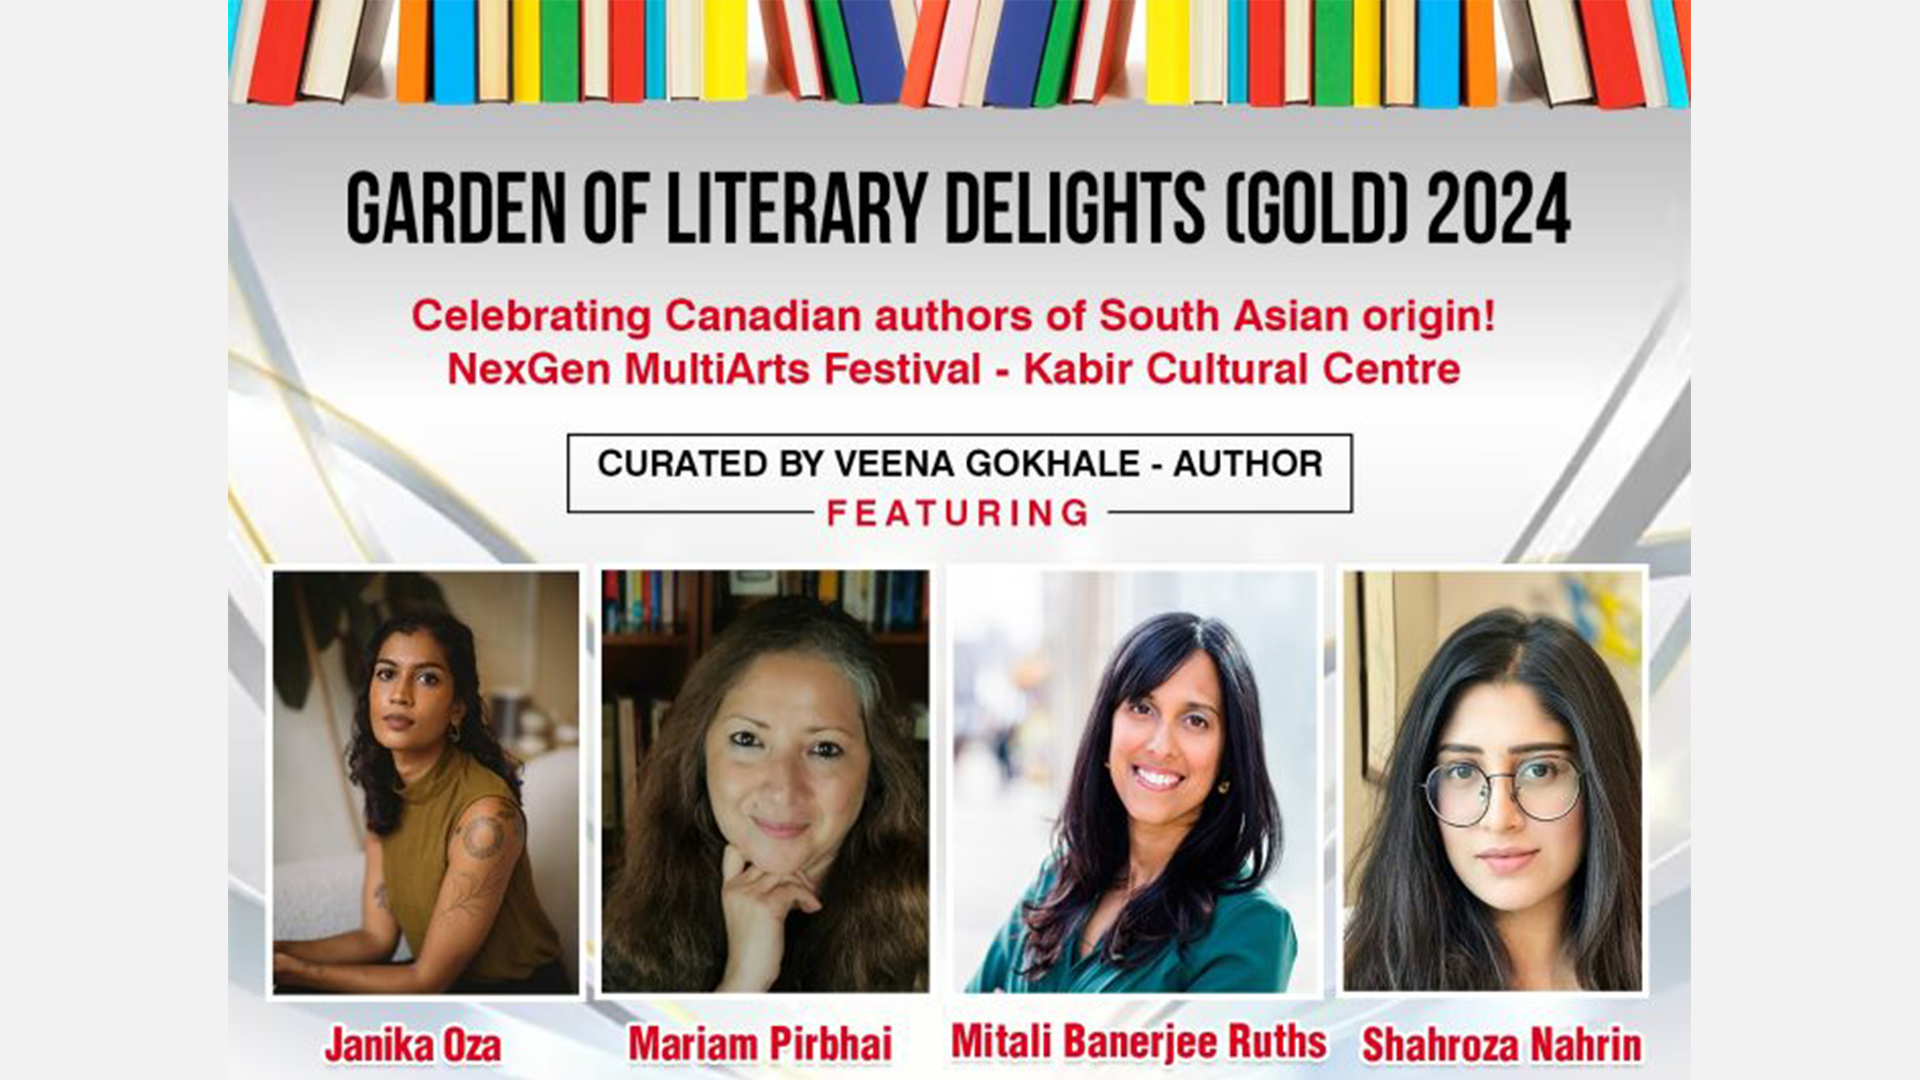 GARDEN OF LITERARY DELIGHTS (GOLD) 2024
Celebrating Canadian authors of South Asian origin!
NexGen MultiArts Festival - Kabir Cultural Centre
CURATED BY VEENA GOKHALE - AUTHOR
FEATURING
Janika Oza
Mariam Pirbhai
Mitali Banerjee Ruths
Shahroza Nahrin